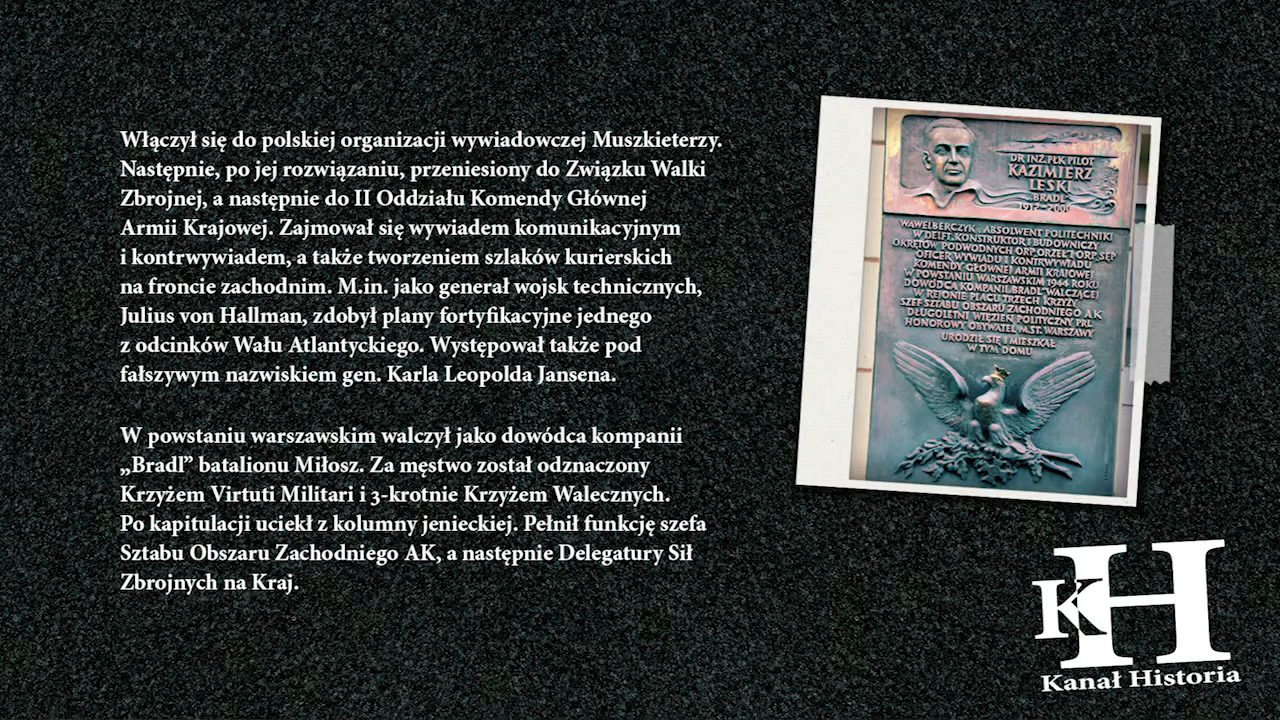 Włączył się do polskiej organizacji wywiadowczej Muszkieterzy.
Następnie, po jej rozwiązaniu, przeniesiony do Związku Walki
Zbrojnej, a następnie do II Oddziału Komendy Głównej
Armii Krajowej. Zajmował się wywiadem komunikacyjnym
i kontrwywiadem, a także tworzeniem szlaków kurierskich
na froncie zachodnim. M.in. jako generał wojsk technicznych,
Julius von Hallman, zdobył plany fortyfikacyjne jednego
z odcinków Wału Atlantyckiego. Występował także pod
fałszywym nazwiskiem gen. Karla Leopolda Jansena.
W powstaniu warszawskim walczył jako dowódca kompanii
„Bradl” batalionu Miłosz. Za męstwo został odznaczony
Krzyżem Virtuti Militari i 3-krotnie Krzyżem Walecznych.
Po kapitulacji uciekł z kolumny jenieckiej. Pełnił funkcję szefa
Sztabu Obszaru Zachodniego AK, a następnie Delegatury Sił
Zbrojnych na Kraj.
DR INŻ. PŁK PILOT
KAZIMIERZ
LESKI
BRADL
1912-2000
WAWELBERCZYK, ABSOLWENT POLITECHNIKI
W DELFT, KONSTRUKTOR I BUDOWNICZY
OKRĘTÓW PODWODNYCH ORP ORZEŁ I ORP SĘP
OFICER WYWIADU I KONTRWYWIADU
KOMENDY GŁÓWNEJ ARMII KRAJOWEJ
W POWSTANIU WARSZAWSKIM 1944 ROKU
DOWÓDCA KOMPANII „BRADL” WALCZĄCEJ
W REJONIE PLACU TRZECH KRZYŻY
SZEF SZTABU OBSZARU ZACHODNIEGO AK
DŁUGOLETNI WIĘZIEŃ POLITYCZNY PRL
HONOROWY OBYWATEL M.ST. WARSZAWY
URODZIŁ SIĘ I MIESZKAŁ
W TYM DOMU
KH
Kanał Historia